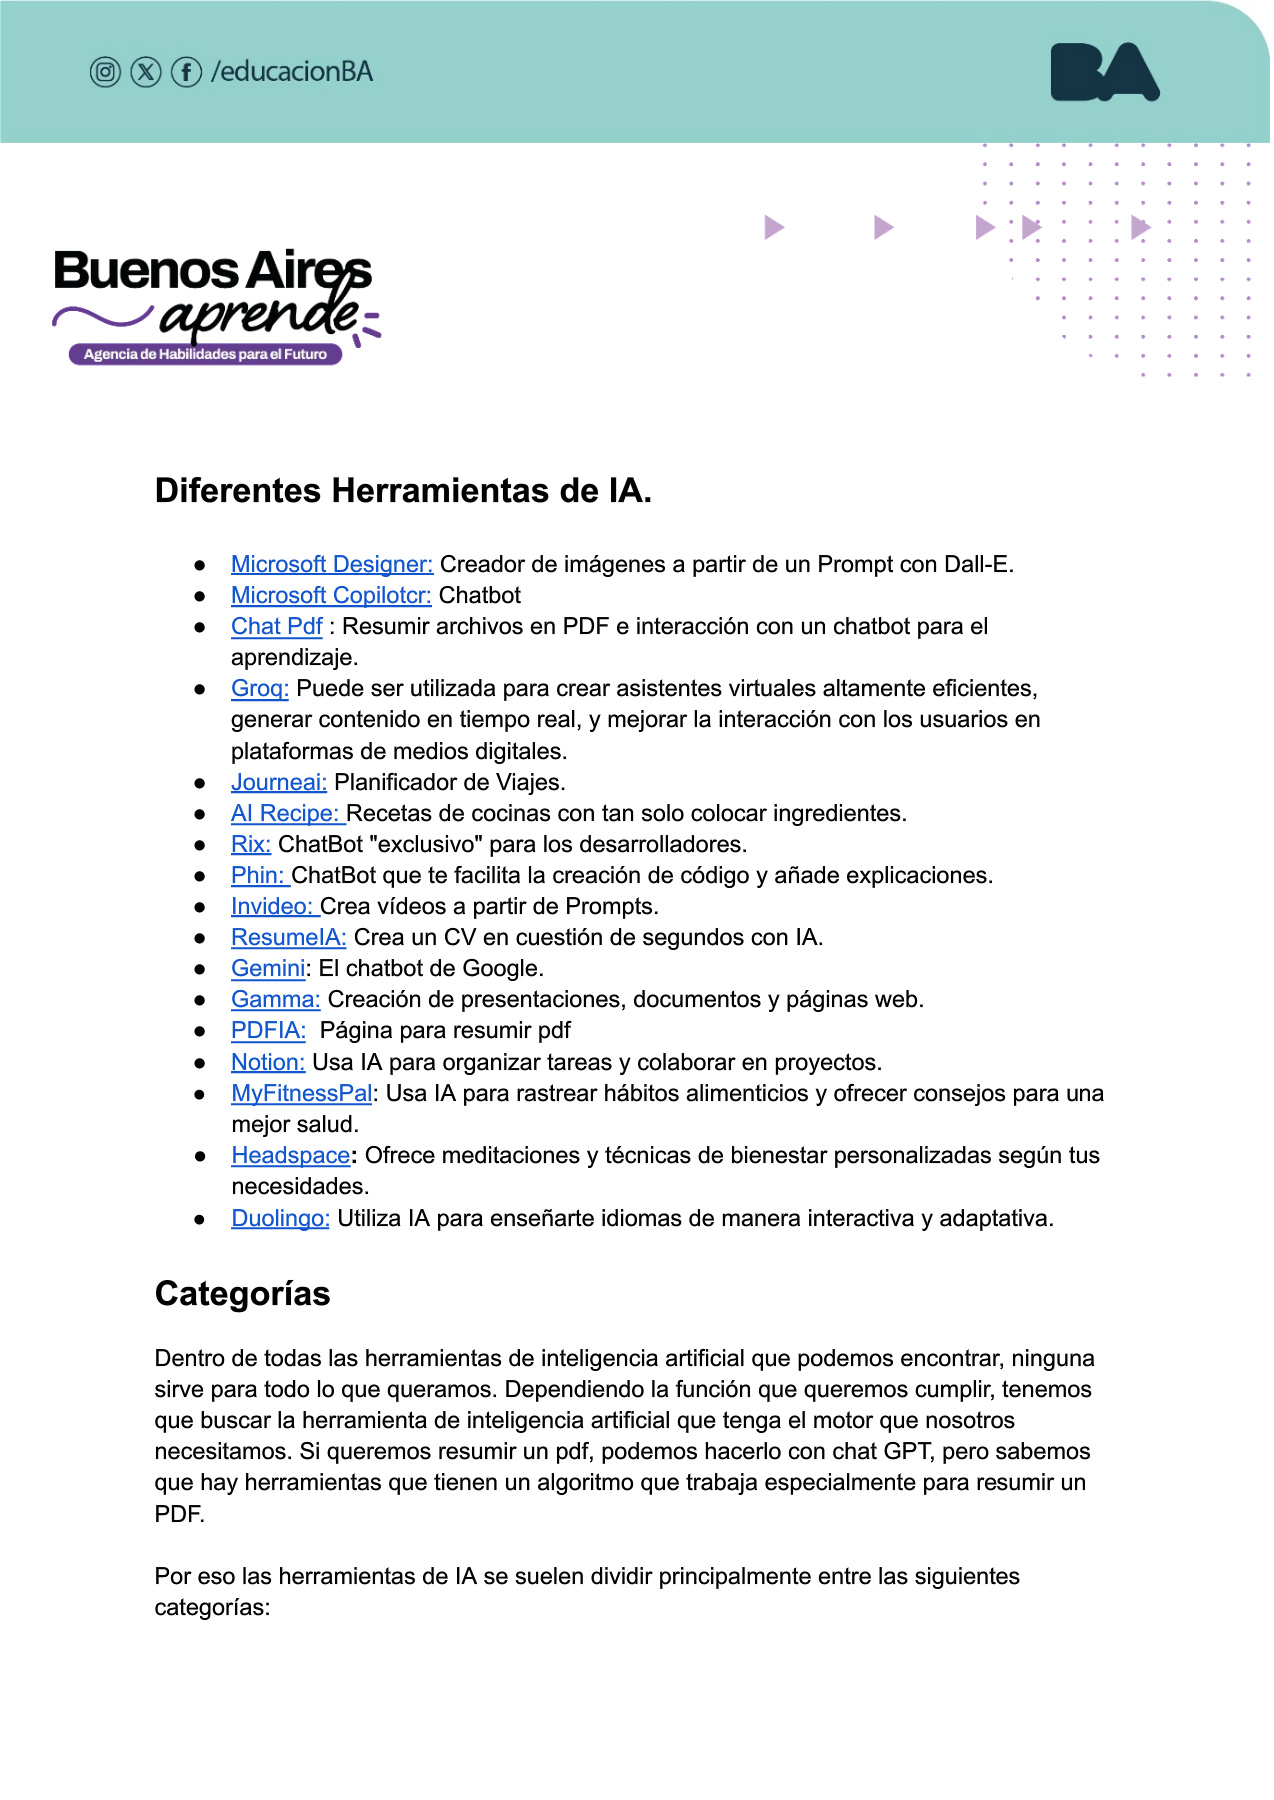 /educacionBA
BA
Buenos Aires
aprende
Agencia de Habilidades para el Futuro
Diferentes Herramientas de IA.
● Microsoft Designer: Creador de imágenes a partir de un Prompt con Dall-E.
● Microsoft Copilotcr: Chatbot
● Chat Pdf : Resumir archivos en PDF e interacción con un chatbot para el
aprendizaje.
● Groq: Puede ser utilizada para crear asistentes virtuales altamente eficientes,
generar contenido en tiempo real, y mejorar la interacción con los usuarios en
plataformas de medios digitales.
● Journeai: Planificador de Viajes.
● AI Recipe: Recetas de cocinas con tan solo colocar ingredientes.
● Rix: ChatBot "exclusivo" para los desarrolladores.
● Phin: ChatBot que te facilita la creación de código y añade explicaciones.
● Invideo: Crea vídeos a partir de Prompts.
● ResumeIA: Crea un CV en cuestión de segundos con IA.
● Gemini: El chatbot de Google.
● Gamma: Creación de presentaciones, documentos y páginas web.
● PDFIA: Página para resumir pdf
● Notion: Usa IA para organizar tareas y colaborar en proyectos.
● MyFitnessPal: Usa IA para rastrear hábitos alimenticios y ofrecer consejos para una
mejor salud.
● Headspace: Ofrece meditaciones y técnicas de bienestar personalizadas según tus
necesidades.
● Duolingo: Utiliza IA para enseñarte idiomas de manera interactiva y adaptativa.
Categorías
Dentro de todas las herramientas de inteligencia artificial que podemos encontrar, ninguna
sirve para todo lo que queramos. Dependiendo la función que queremos cumplir, tenemos
que buscar la herramienta de inteligencia artificial que tenga el motor que nosotros
necesitamos. Si queremos resumir un pdf, podemos hacerlo con chat GPT, pero sabemos
que hay herramientas que tienen un algoritmo que trabaja especialmente para resumir un
PDF.
Por eso las herramientas de IA se suelen dividir principalmente entre las siguientes
categorías: